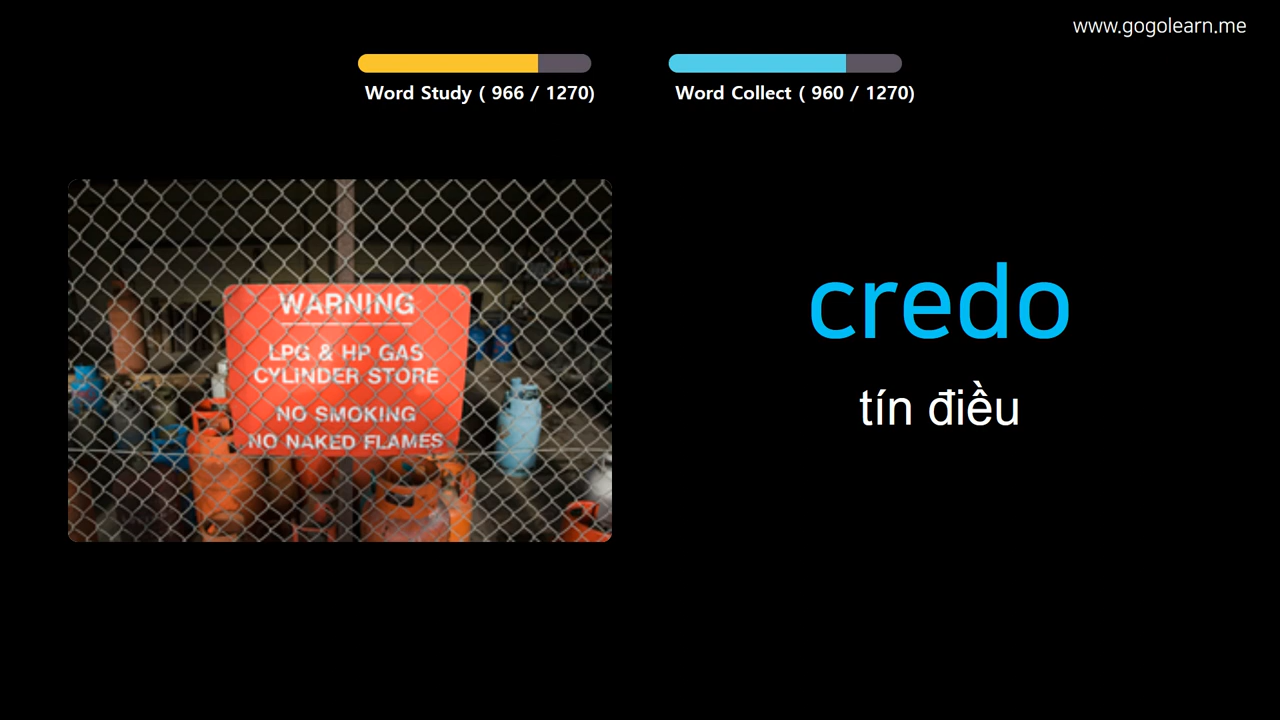 www.gogolearn.me
Word Study ( 966 / 1270)
Word Collect ( 960 / 1270)
WARNING
LPG & HP GAS
CYLINDER STORE
NO SMOKING
NO NAKED FLAMES
credo
tín điều